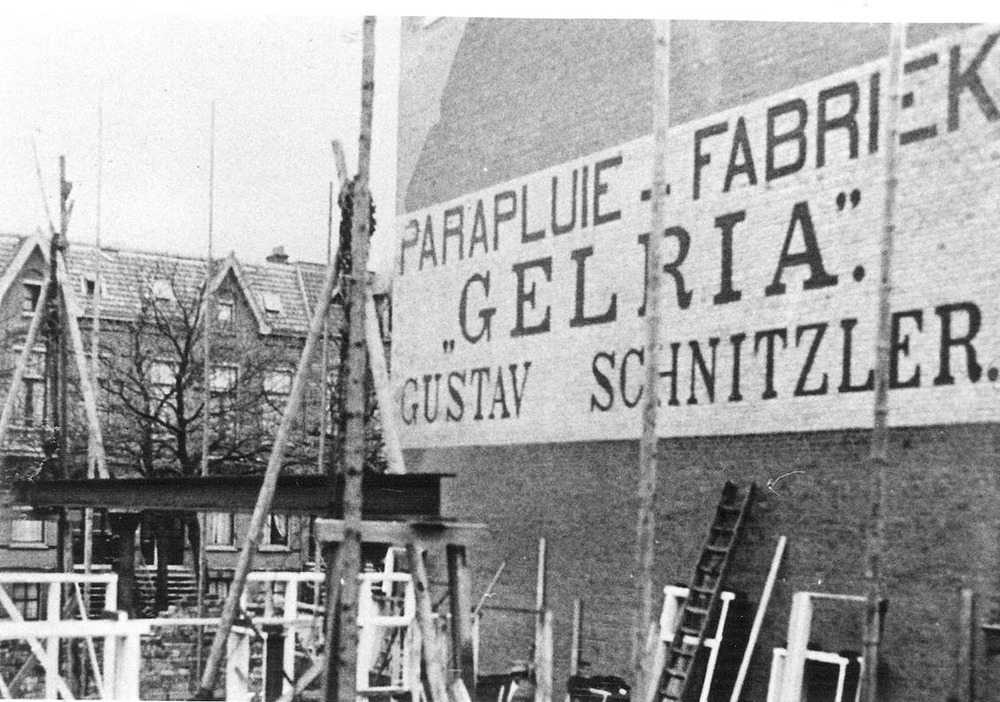 PARAPLUIE - FABRIEK
„GELRIA”.
GUSTAV SCHNITZLER.